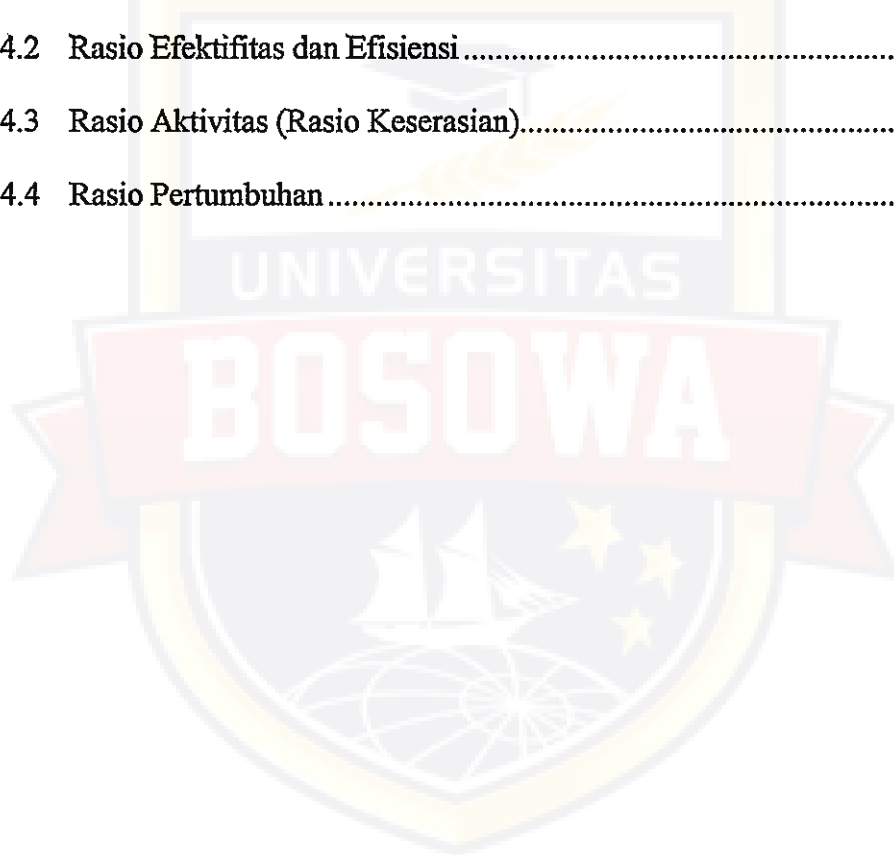 4.2 Rasio Efektifitas dan Efisiensi ......................................................
4.3 Rasio Aktivitas (Rasio Keserasian)...............................................
4.4 Rasio Pertumbuhan .......................................................................
UNIVERSITAS
BOSOWA